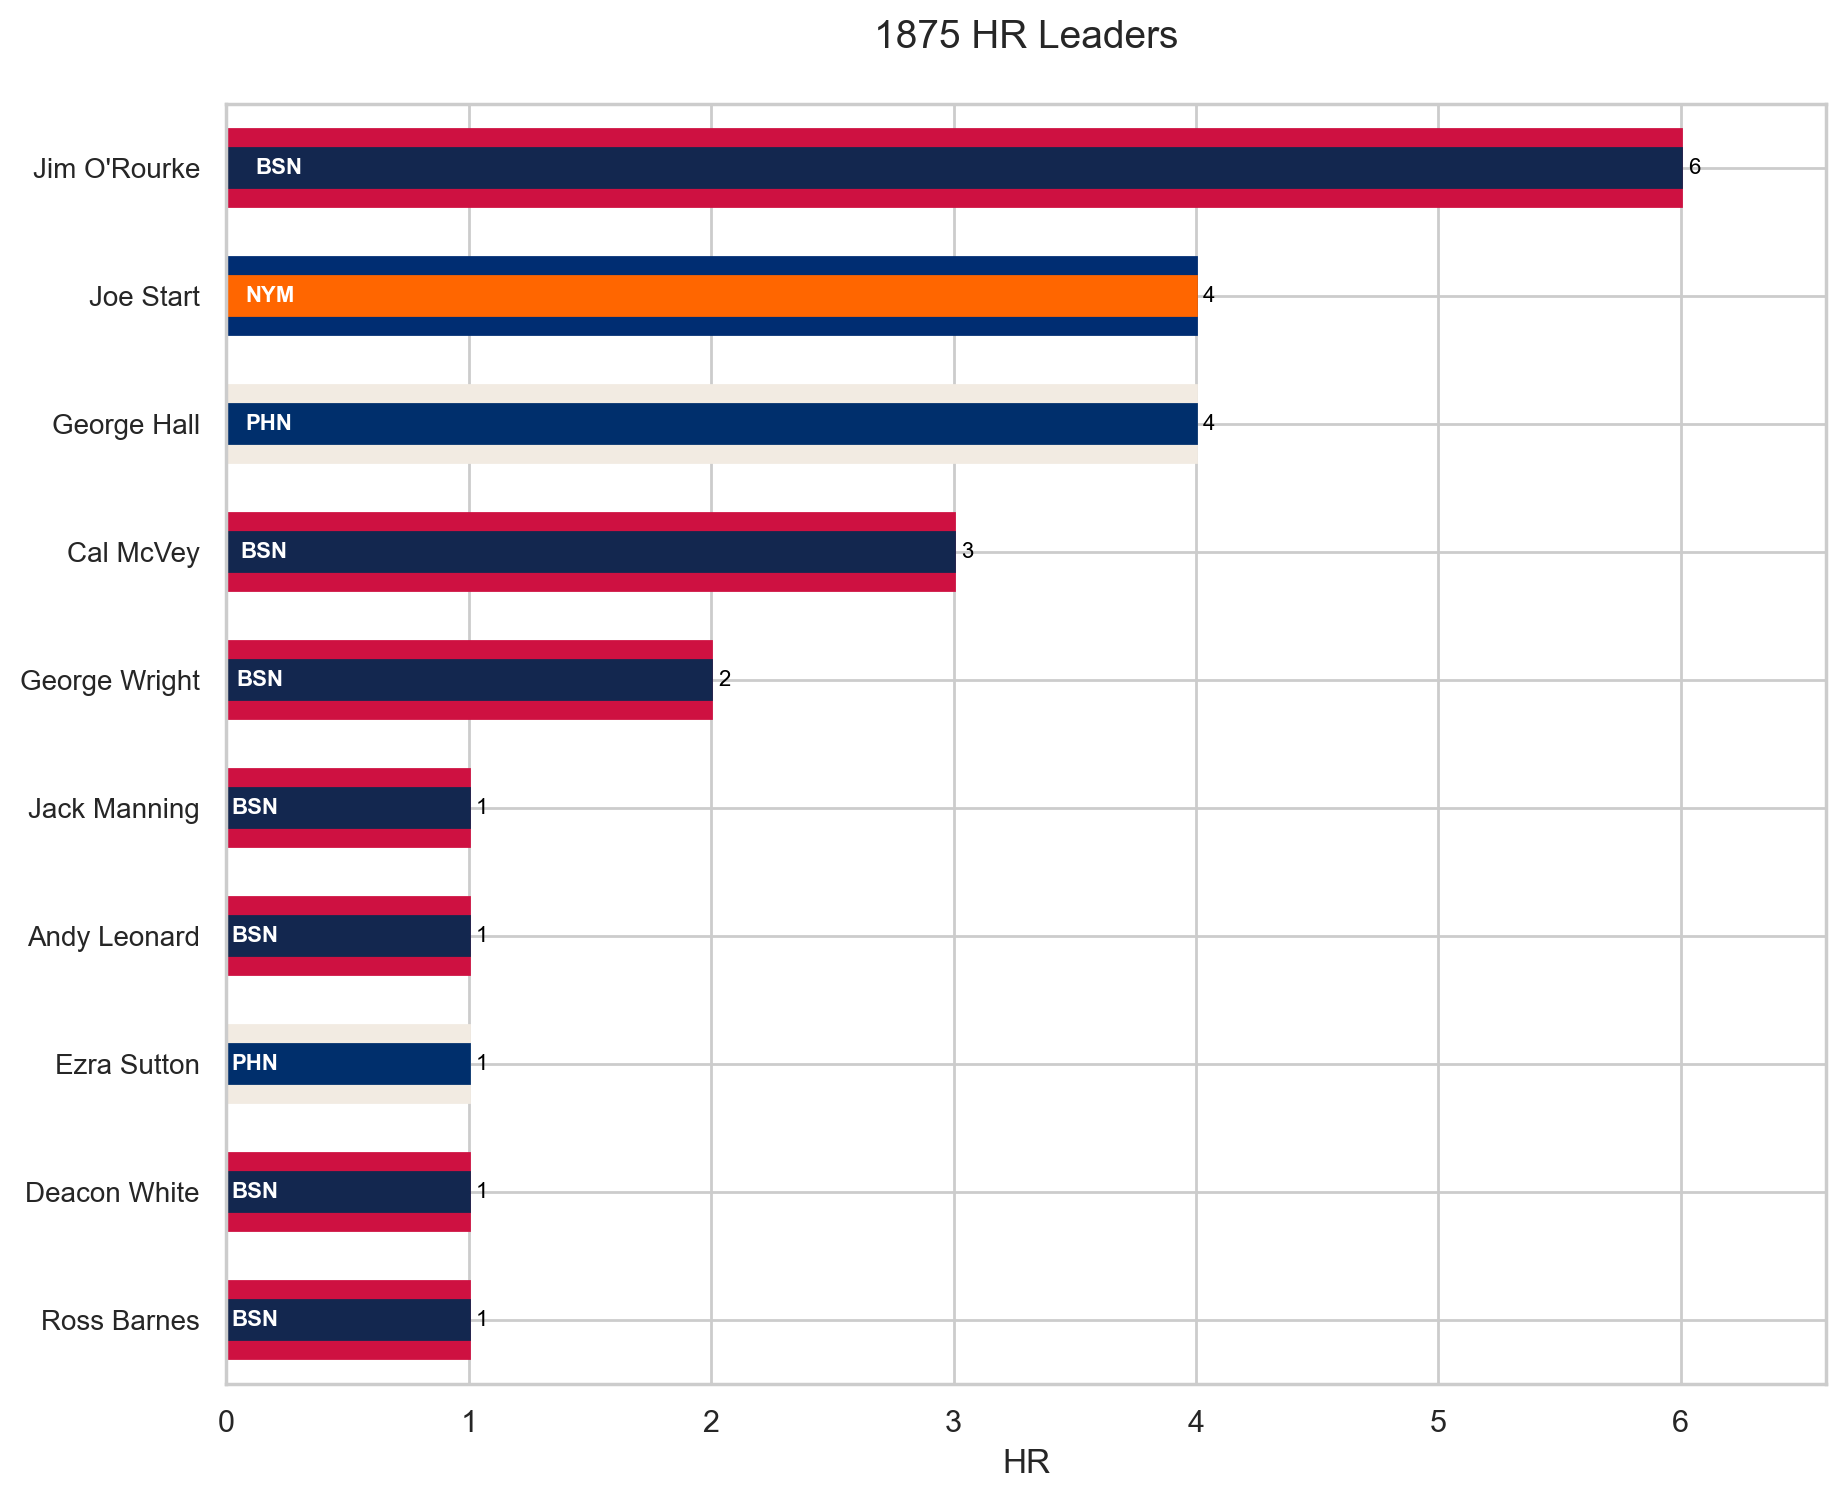 1875 HR Leaders
Jim O'Rourke BSN 6
Joe Start NYM 4
George Hall PHN 4
Cal McVey BSN 3
George Wright BSN 2
Jack Manning BSN 1
Andy Leonard BSN 1
Ezra Sutton PHN 1
Deacon White BSN 1
Ross Barnes BSN 1
0 1 2 3 4 5 6
HR